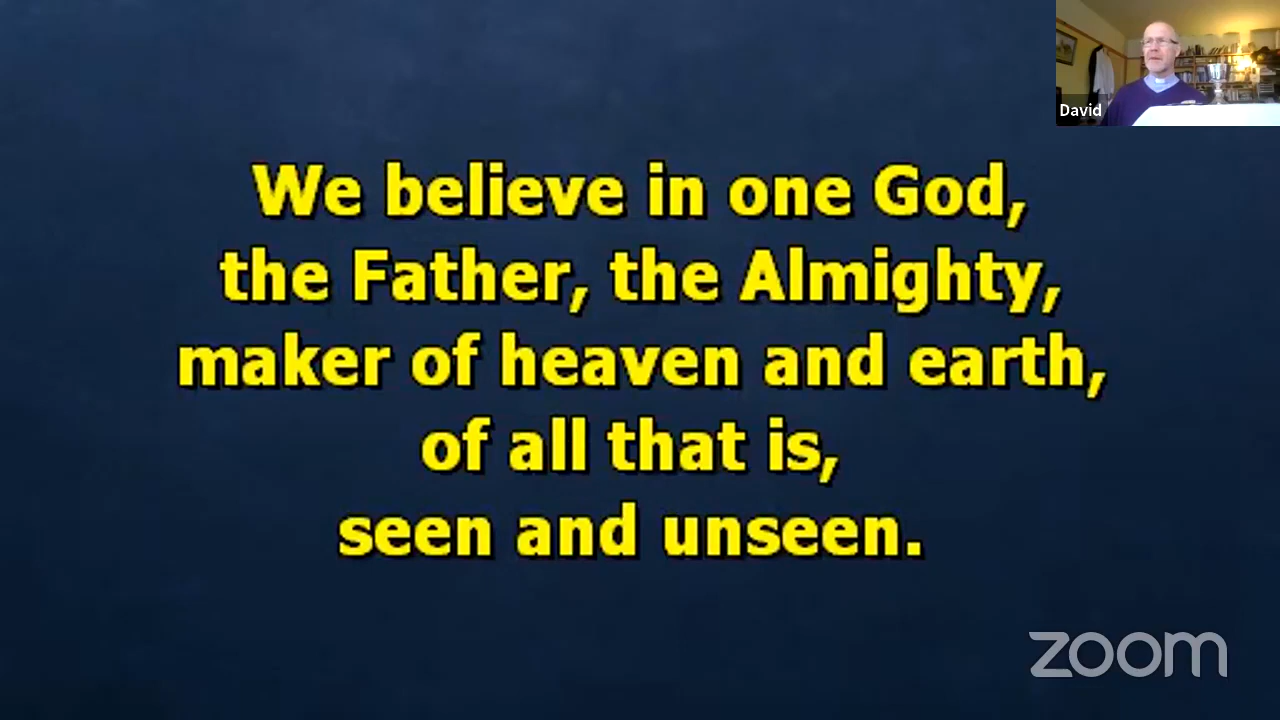 David
We believe in one God,
the Father, the Almighty,
maker of heaven and earth,
of all that is,
seen and unseen.
zoom